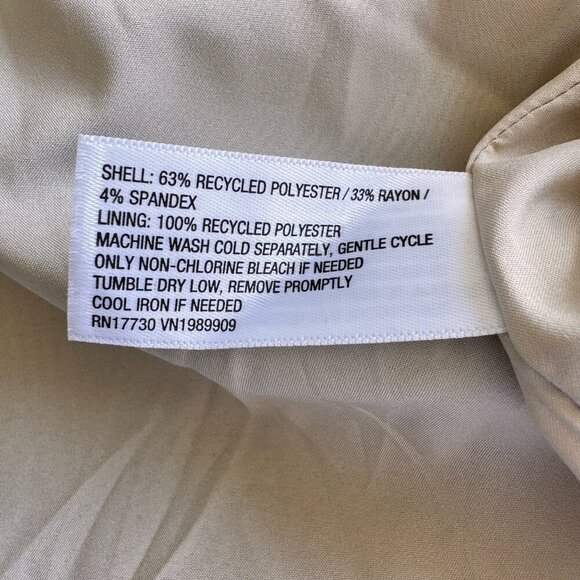 SHELL: 63% RECYCLED POLYESTER / 33% RAYON /
4% SPANDEX
LINING: 100% RECYCLED POLYESTER
MACHINE WASH COLD SEPARATELY, GENTLE CYCLE
ONLY NON-CHLORINE BLEACH IF NEEDED
TUMBLE DRY LOW, REMOVE PROMPTLY
COOL IRON IF NEEDED
RN17730 VN1989909